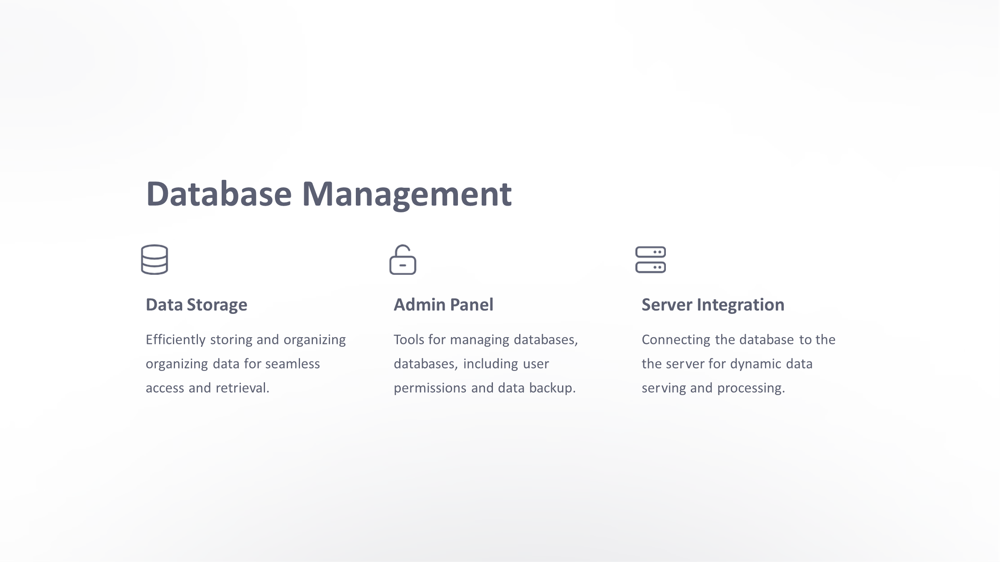 Database Management
Data Storage
Efficiently storing and organizing
organizing data for seamless
access and retrieval.
Admin Panel
Tools for managing databases,
databases, including user
permissions and data backup.
Server Integration
Connecting the database to the
the server for dynamic data
serving and processing.